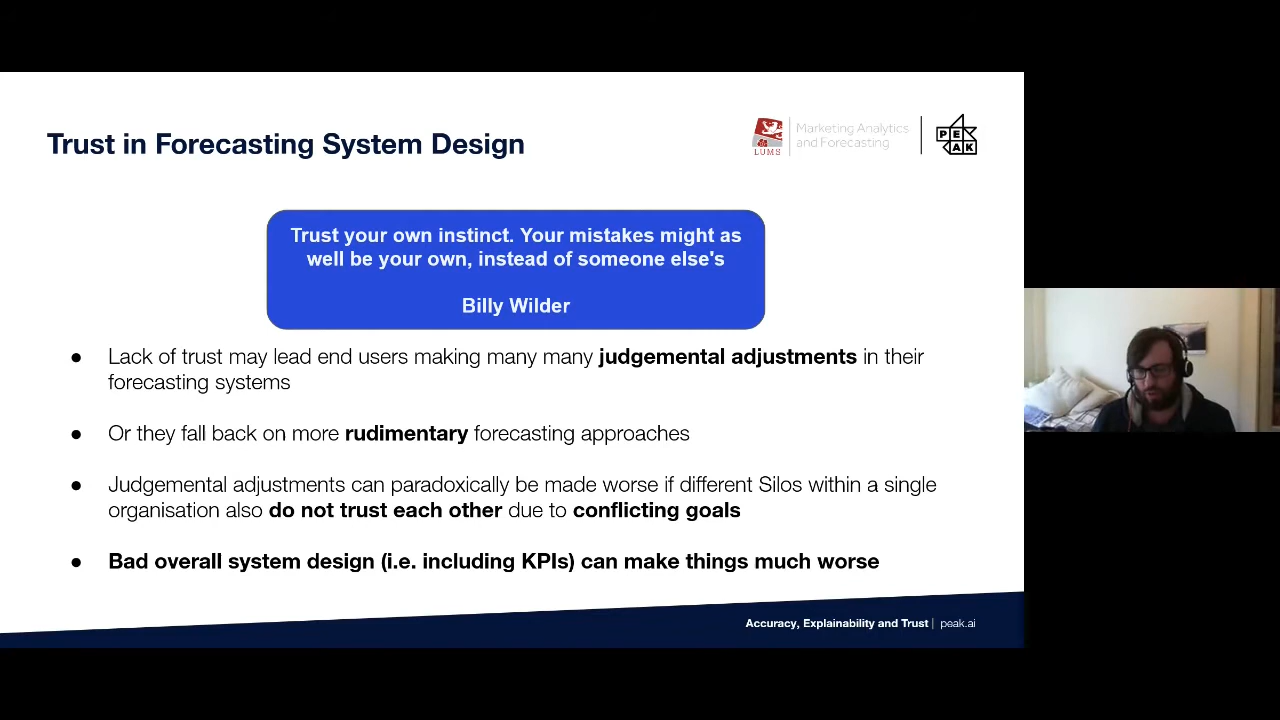 Trust in Forecasting System Design
LUMS
Marketing Analytics
and Forecasting
PE
AK
Trust your own instinct. Your mistakes might as
well be your own, instead of someone else's
Billy Wilder
● Lack of trust may lead end users making many many judgemental adjustments in their
forecasting systems
● Or they fall back on more rudimentary forecasting approaches
● Judgemental adjustments can paradoxically be made worse if different Silos within a single
organisation also do not trust each other due to conflicting goals
● Bad overall system design (i.e. including KPIs) can make things much worse
Accuracy, Explainability and Trust | peak.ai